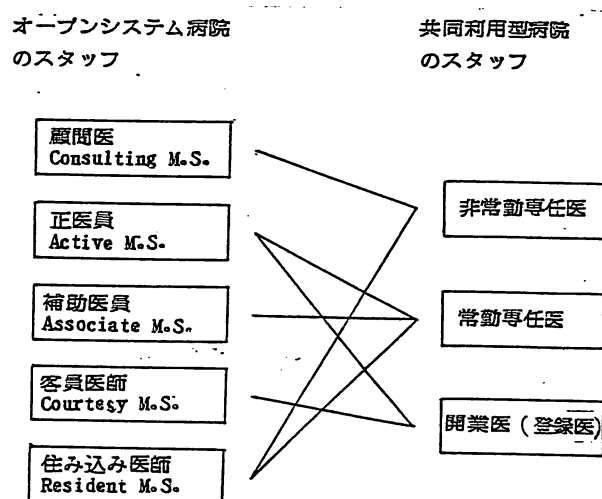 オープンシステム病院
のスタッフ
共同利用型病院
のスタッフ
顧問医
Consulting M.S.
正医員
Active M.S.
補助医員
Associate M.S.
客員医師
Courtesy M.S.
住み込み医師
Resident M.S.
非常勤専任医
常勤専任医
開業医(登録医)